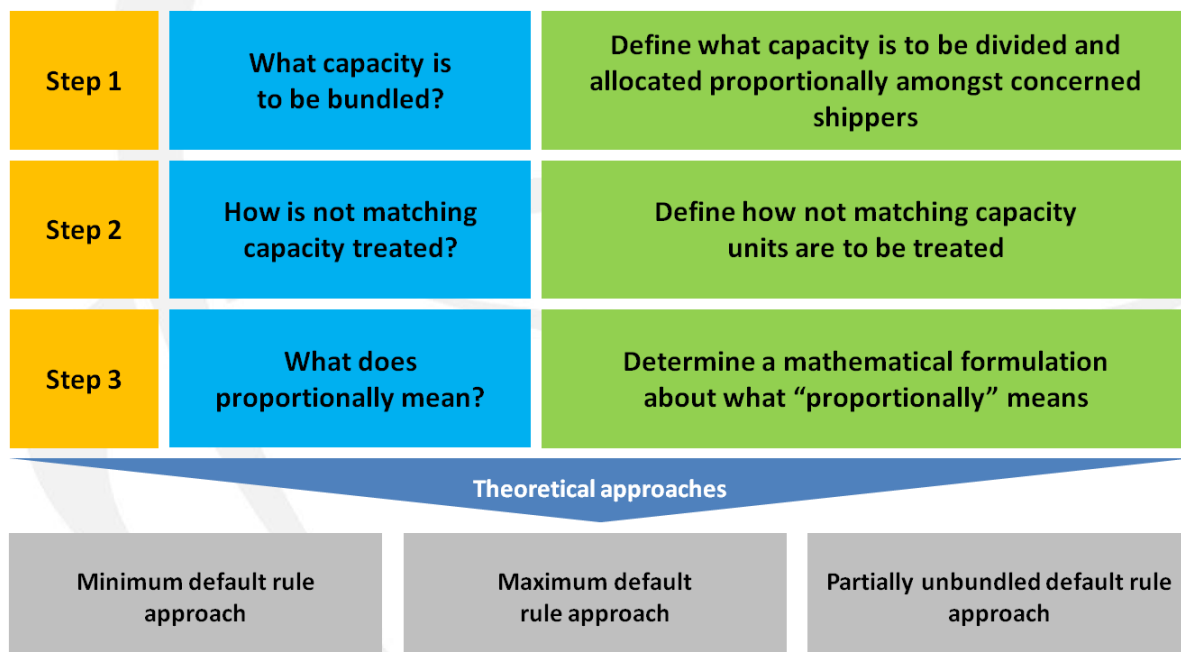 Step 1
What capacity is
to be bundled?
Define what capacity is to be divided and
allocated proportionally amongst concerned
shippers
Step 2
How is not matching
capacity treated?
Define how not matching capacity
units are to be treated
Step 3
What does
proportionally mean?
Determine a mathematical formulation
about what “proportionally” means
Theoretical approaches
Minimum default rule
approach
Maximum default
rule approach
Partially unbundled default rule
approach